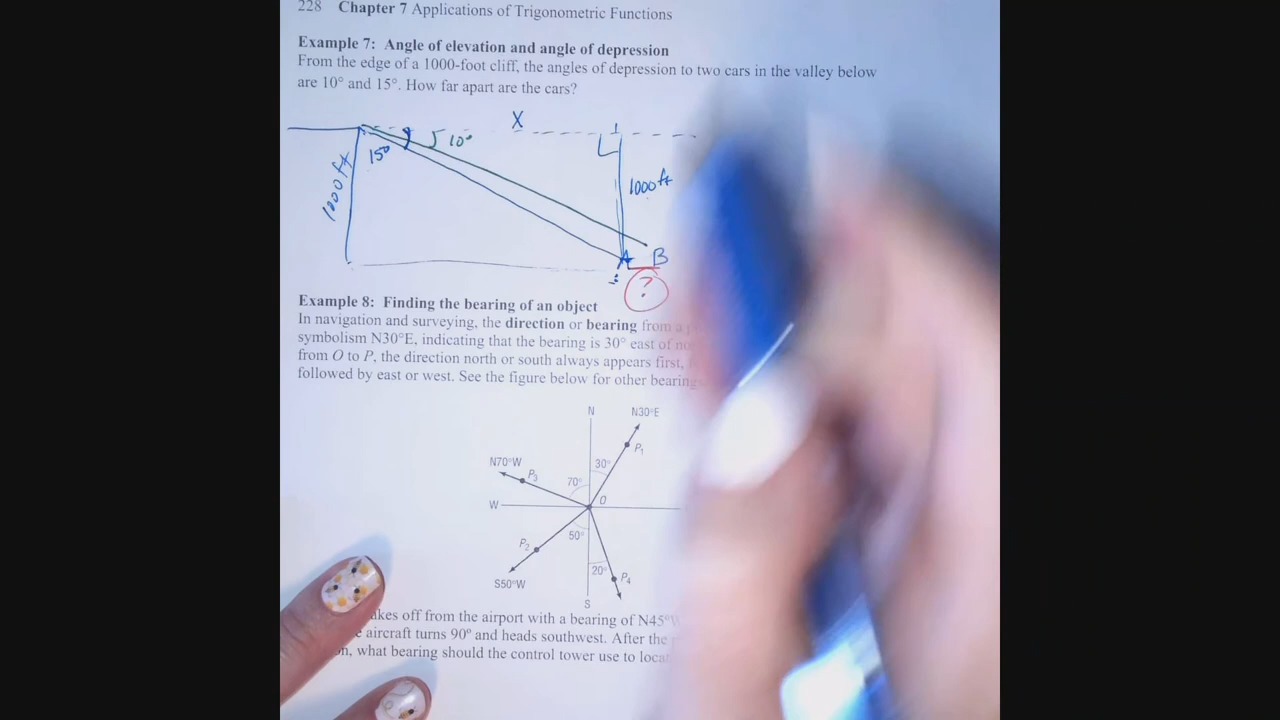 228 Chapter 7 Applications of Trigonometric Functions
Example 7: Angle of elevation and angle of depression
From the edge of a 1000-foot cliff, the angles of depression to two cars in the valley below
are 10° and 15°. How far apart are the cars?
X
10°
15°
1000 ft
1000 ft
A B
?
Example 8: Finding the bearing of an object
In navigation and surveying, the direction or bearing from a
symbolism N30°E, indicating that the bearing is 30° east of
from O to P, the direction north or south always appears first,
followed by east or west. See the figure below for other bearings
N N30°E
P1
N70°W P3 70° 30°
W O
50°
P2
20° P4
S50°W
S
off from the airport with a bearing of N45°W
aircraft turns 90° and heads southwest. After the
what bearing should the control tower use to